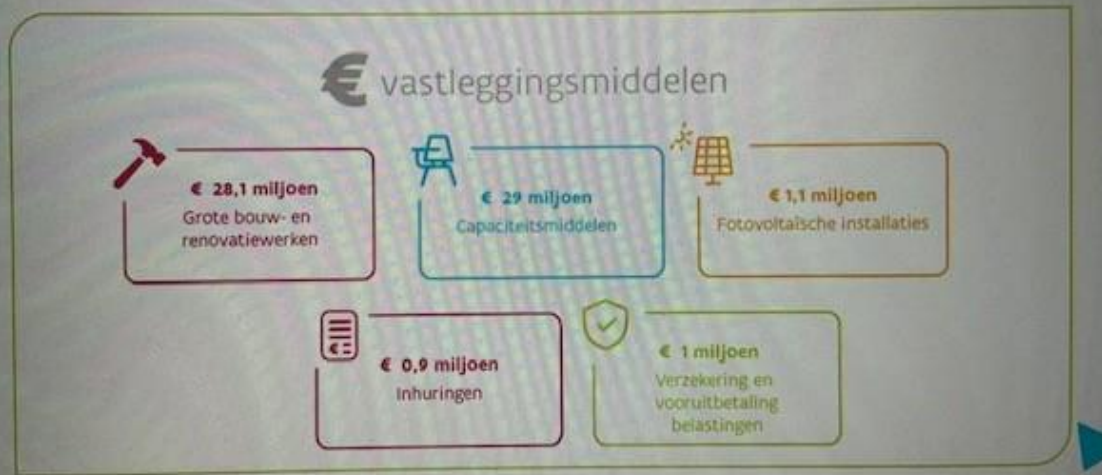 € vastleggingsmiddelen
€ 28,1 miljoen
Grote bouw- en
renovatiewerken
€ 29 miljoen
Capaciteitsmiddelen
€ 1,1 miljoen
Fotovoltaïsche installaties
€ 0,9 miljoen
Inhuringen
€ 1 miljoen
Verzekering en
vooruitbetaling
belastingen